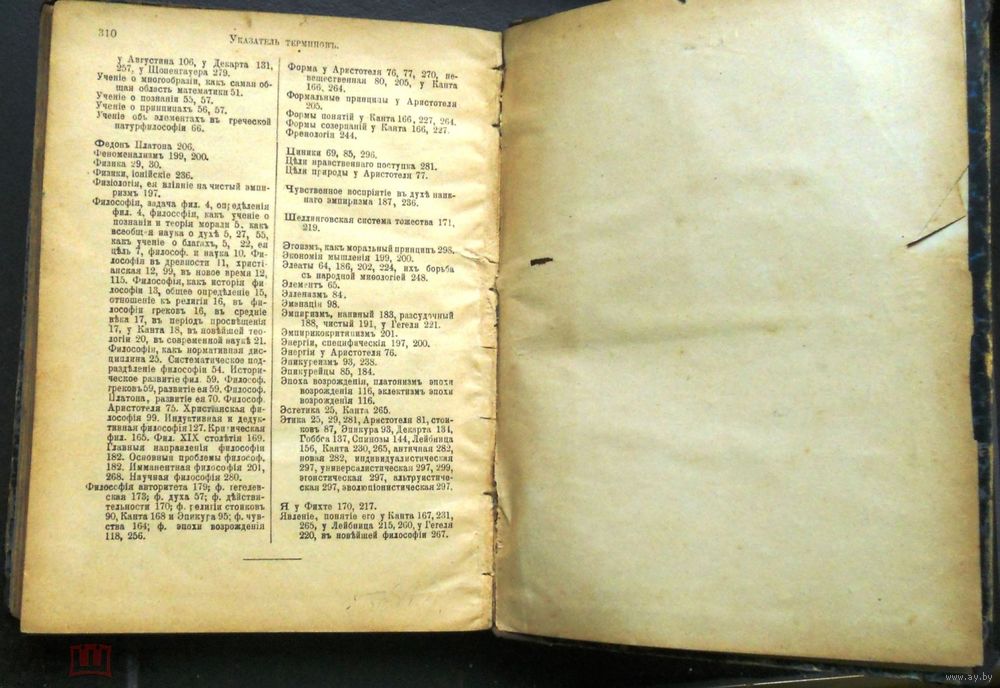 310
Указатель терминовъ.
у Августина 106, у Декарта 131,
257, у Щопенгауера 279.
Ученіе о многообразіи, какъ самая об-
щая область математики 51.
Ученіе о познаніи 55, 57.
Ученіе о принципахъ 56, 57.
Ученіе объ элементахъ въ греческой
натурфилософіи 66.
Федонъ Платона 206.
Феноменализмъ 199, 200.
Физика 29, 30.
Физики, іонійскіе 236.
Физіологія, ея вліяніе на чистый эмпи-
ризмъ 197.
Философія, задача фил. 4, опредѣленія
фил. 4, философія, какъ ученіе о
познаніи и теорія морали 5, какъ
всеобщая наука о духѣ 5, 27, 55,
какъ ученіе о благахъ, 5, 22, ея
цѣль 7, философ. и наука 10. Фи-
лософія въ древности 11, христі-
анская 12, 99, въ новое время 12,
115. Философія, какъ исторія фи-
лософіи 13, общее опредѣленіе 15,
отношеніе къ религіи 16, въ фи-
лософіи грековъ 16, въ средніе
вѣка 17, въ періодъ просвѣщенія
17, у Канта 18, въ новѣйшей тео-
логіи 20, въ современной наукѣ 21.
Философія, какъ нормативная дис-
циплина 25. Систематическое под-
раздѣленіе философіи 54. Истори-
ческое развитіе фил. 59. Философ.
грековъ 59, развитіе ея 59. Философ.
Платона, развитіе ея 70. Философ.
Аристотеля 75. Христіанская фи-
лософія 99. Индуктивная и дедук-
тивная философія 127. Критическая
фил. 165. Фил. XIX столѣтія 169.
Главныя направленія философіи
182. Основныя проблемы философ.
182. Имманентная философія 201,
268. Научная философія 280.
Философія авторитета 179; ф. гегелев-
ская 173; ф. духа 57; ф. дѣйстви-
тельности 170; ф. религіи стоиковъ
90, Канта 168 и Эпикура 95; ф. чув-
ства 164; ф. эпохи возрожденія
118, 256.
Форма у Аристотеля 76, 77, 270, не-
вещественная 80, 205, у Канта
166, 264.
Формальные принципы у Аристотеля
205.
Формы понятій у Канта 166, 227, 264.
Формы созерцаній у Канта 166, 227.
Френологія 244.
Циники 69, 85, 296.
Цѣли нравственнаго поступка 281.
Цѣли природы у Аристотеля 77.
Чувственное воспріятіе въ духѣ наив-
наго эмпиризма 187, 236.
Шеллинговская система тожества 171,
219.
Эгоизмъ, какъ моральный принципъ 298.
Экономія мышленія 199, 200.
Элеаты 64, 186, 202, 224, ихъ борьба
съ народной миѳологіей 248.
Элементъ 65.
Эллинизмъ 84.
Эманація 98.
Эмпиризмъ, наивный 183, разсудочный
188, чистый 191, у Гегеля 221.
Эмпирикокритицизмъ 201.
Энергіи, специфическія 197, 200.
Энергія у Аристотеля 76.
Эпикуреизмъ 93, 238.
Эпикурейцы 85, 184.
Эпоха возрожденія, платонизмъ эпохи
возрожденія 116, эклектизмъ эпохи
возрожденія 116.
Эстетика 25, Канта 265.
Этика 25, 29, 281, Аристотеля 81, стои-
ковъ 87, Эпикура 93, Декарта 134,
Гоббса 137, Спинозы 144, Лейбница
156, Канта 230, 265, античная 282,
новая 282, индивидуалистическая
297, универсалистическая 297, 299,
эгоистическая 297, альтруистиче-
ская 297, эволюціонистическая 297.
Я у Фихте 170, 217.
Явленіе, понятіе его у Канта 167, 231,
265, у Лейбница 215, 260, у Гегеля
220, въ новѣйшей философіи 267.
www.ay.by